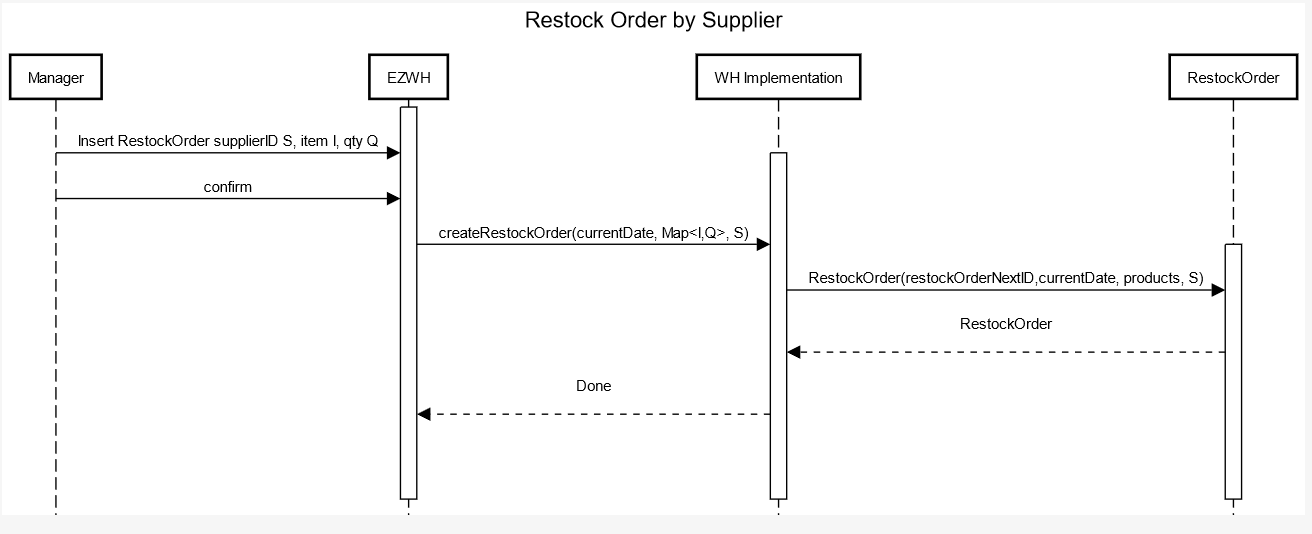 Restock Order by Supplier
Manager
EZWH
WH Implementation
RestockOrder
Insert RestockOrder supplierID S, item I, qty Q
confirm
createRestockOrder(currentDate, Map<I,Q>, S)
RestockOrder(restockOrderNextID,currentDate, products, S)
RestockOrder
Done